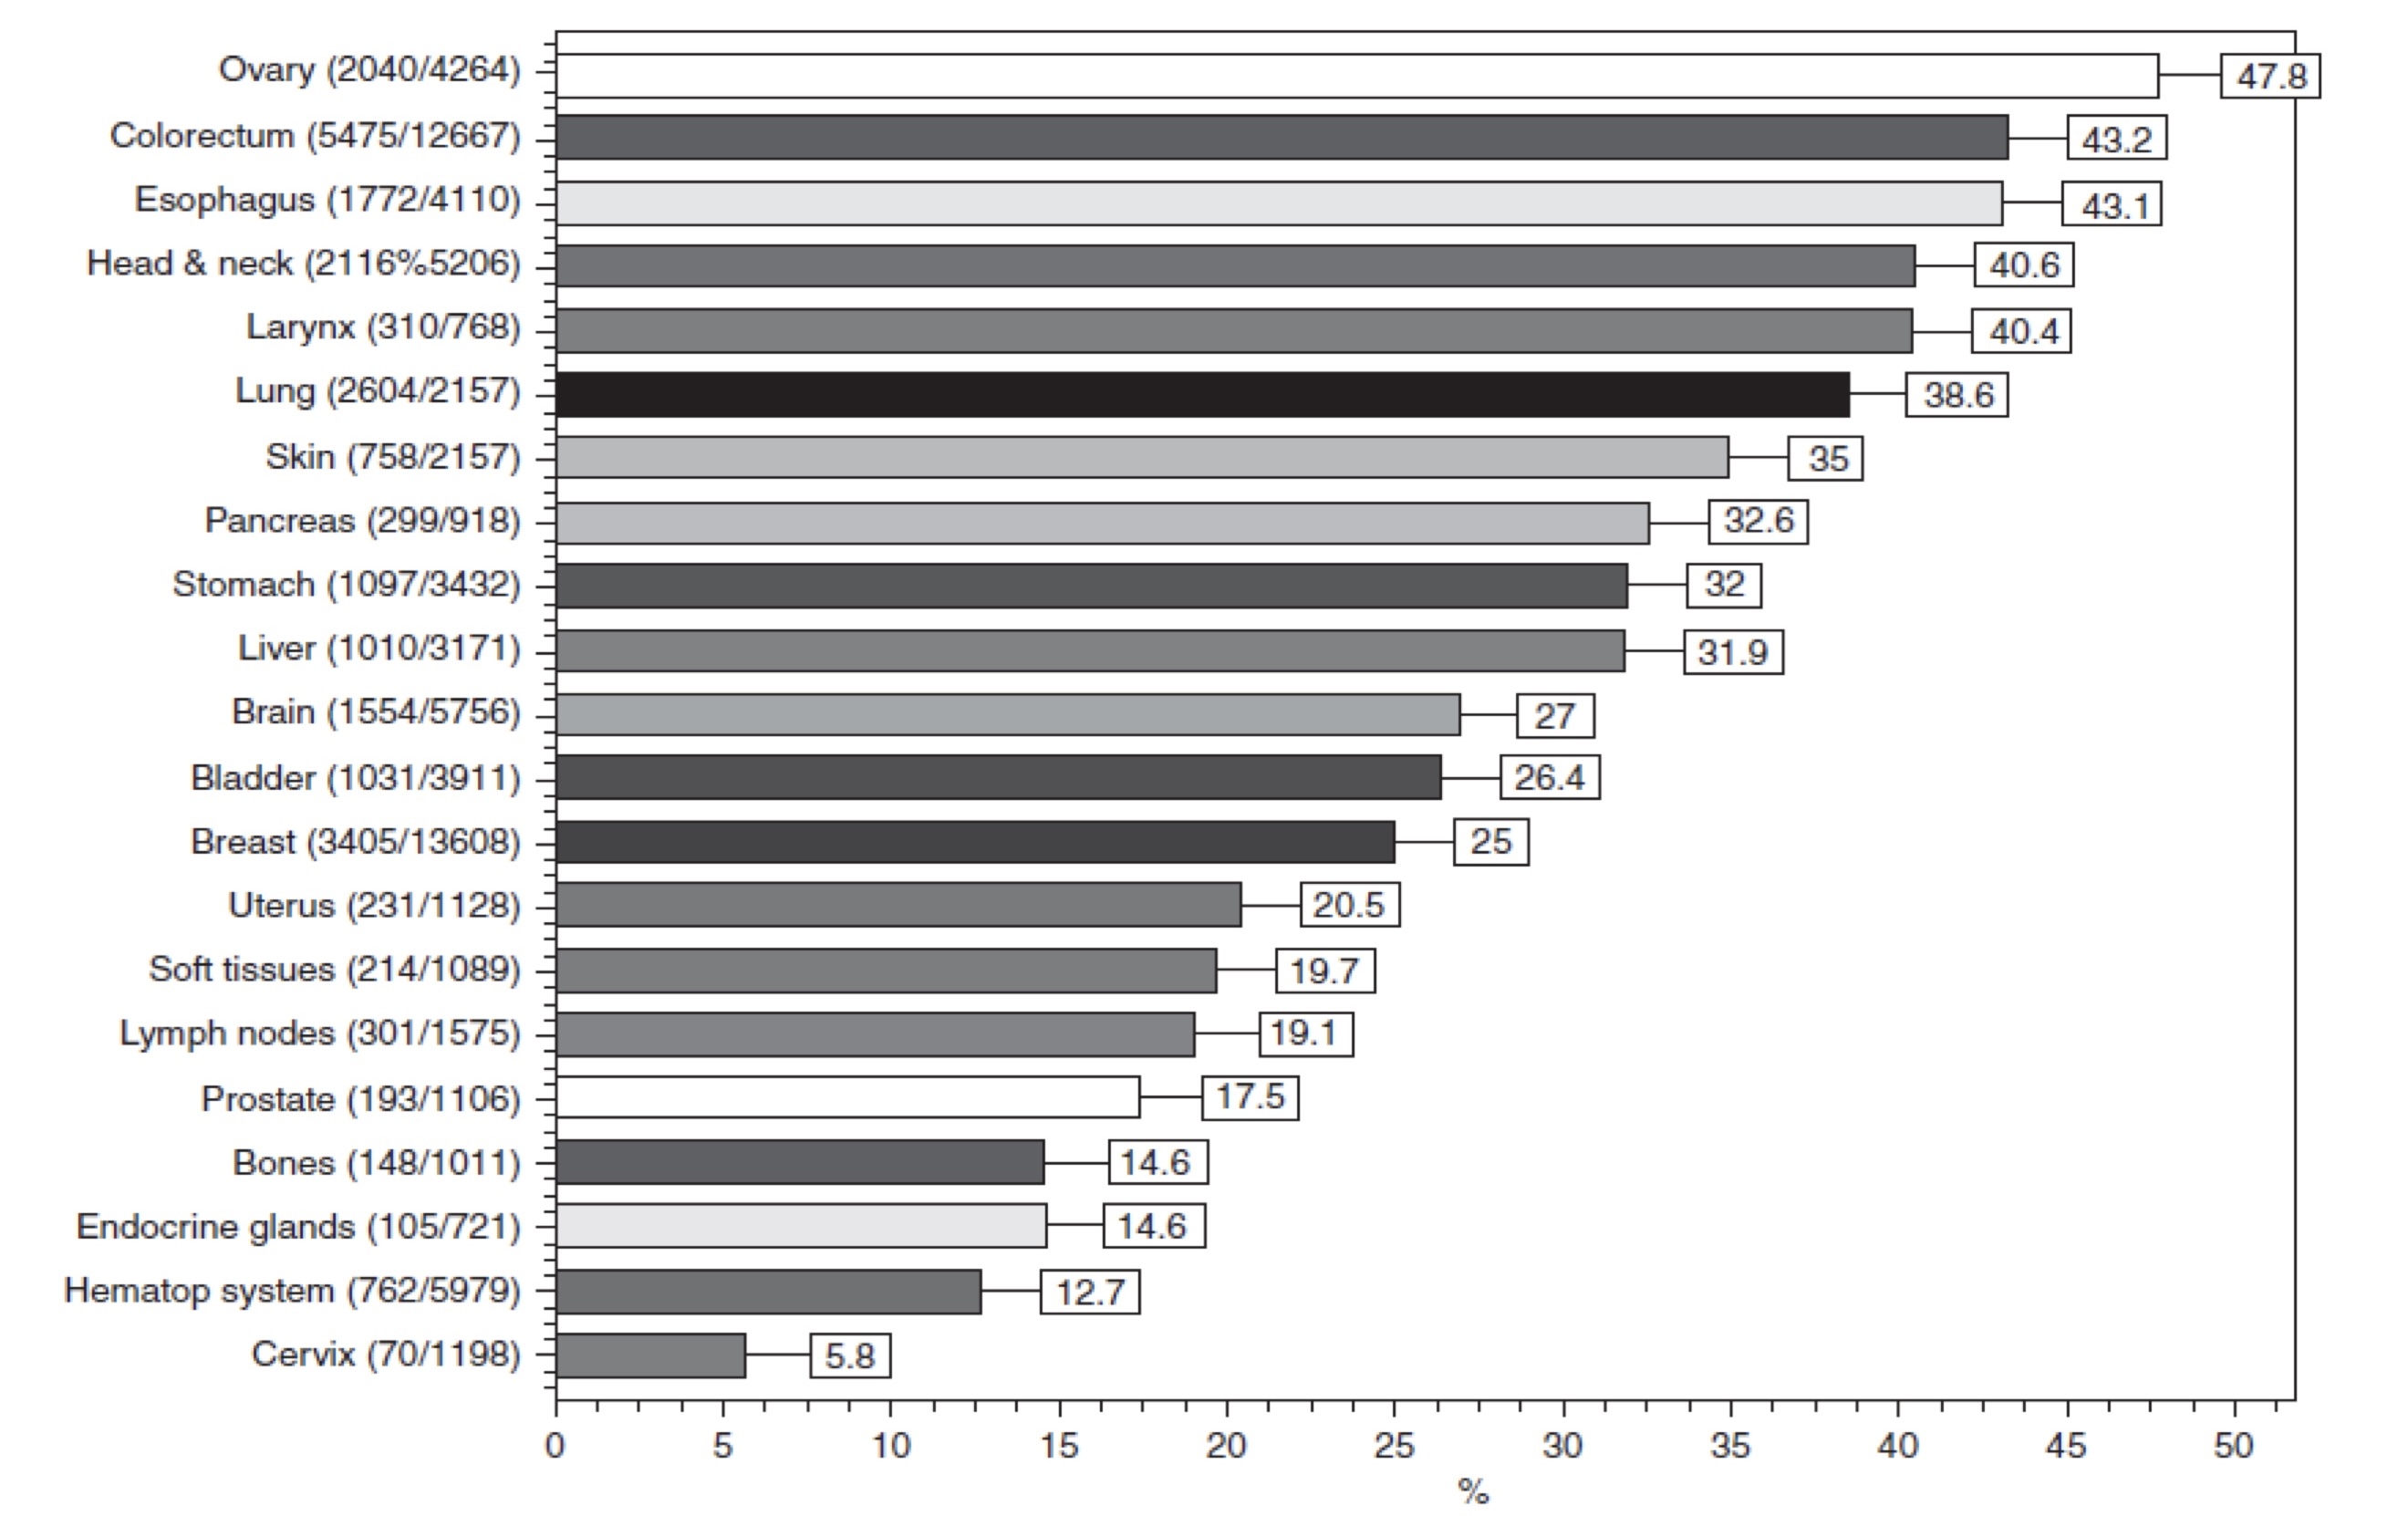 Ovary (2040/4264) 47.8
Colorectum (5475/12667) 43.2
Esophagus (1772/4110) 43.1
Head & neck (2116%5206) 40.6
Larynx (310/768) 40.4
Lung (2604/2157) 38.6
Skin (758/2157) 35
Pancreas (299/918) 32.6
Stomach (1097/3432) 32
Liver (1010/3171) 31.9
Brain (1554/5756) 27
Bladder (1031/3911) 26.4
Breast (3405/13608) 25
Uterus (231/1128) 20.5
Soft tissues (214/1089) 19.7
Lymph nodes (301/1575) 19.1
Prostate (193/1106) 17.5
Bones (148/1011) 14.6
Endocrine glands (105/721) 14.6
Hematop system (762/5979) 12.7
Cervix (70/1198) 5.8
0 5 10 15 20 25 30 35 40 45 50
%